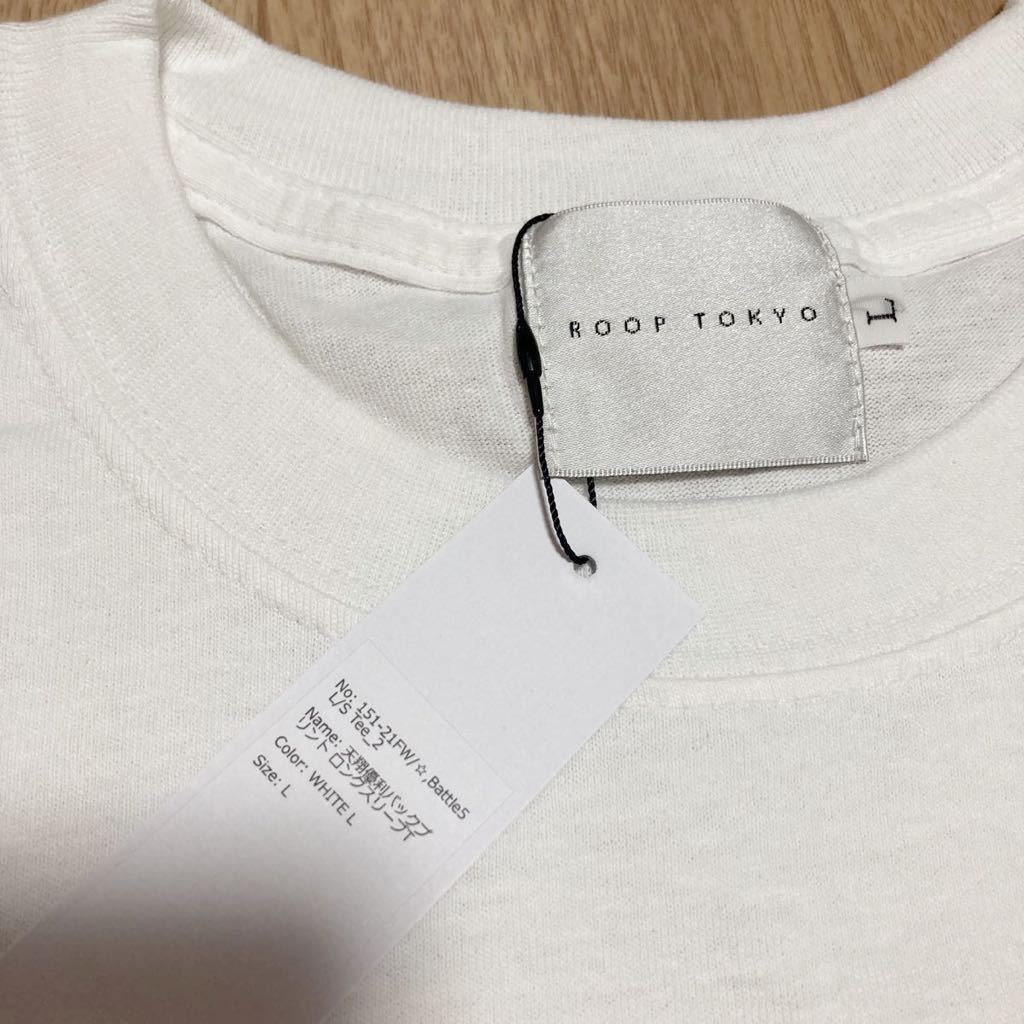 ROOP TOKYO
L
No: 151-21FW/☆,Battle5
L/S Tee_2
Name: 天翔優利バックプ
リント ロングスリーブT
Color: WHITE L
Size: L